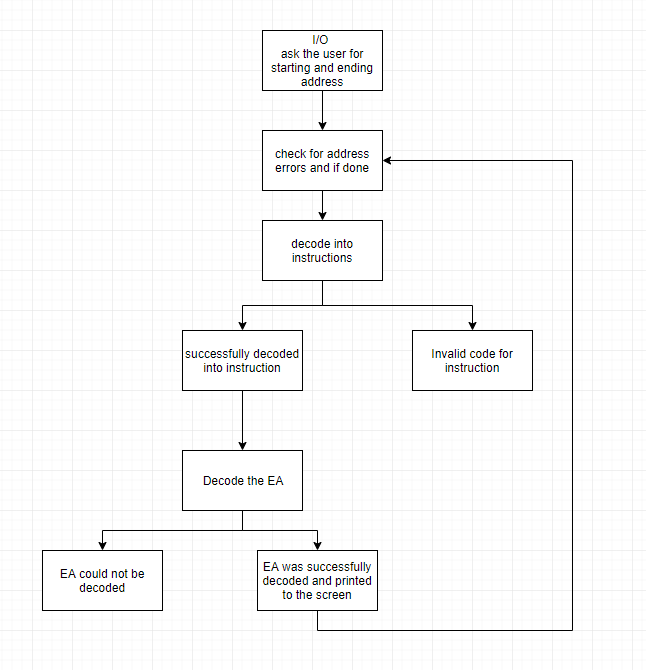 I/O
ask the user for
starting and ending
address
check for address
errors and if done
decode into
instructions
successfully decoded
into instruction
Invalid code for
instruction
Decode the EA
EA could not be
decoded
EA was successfully
decoded and printed
to the screen